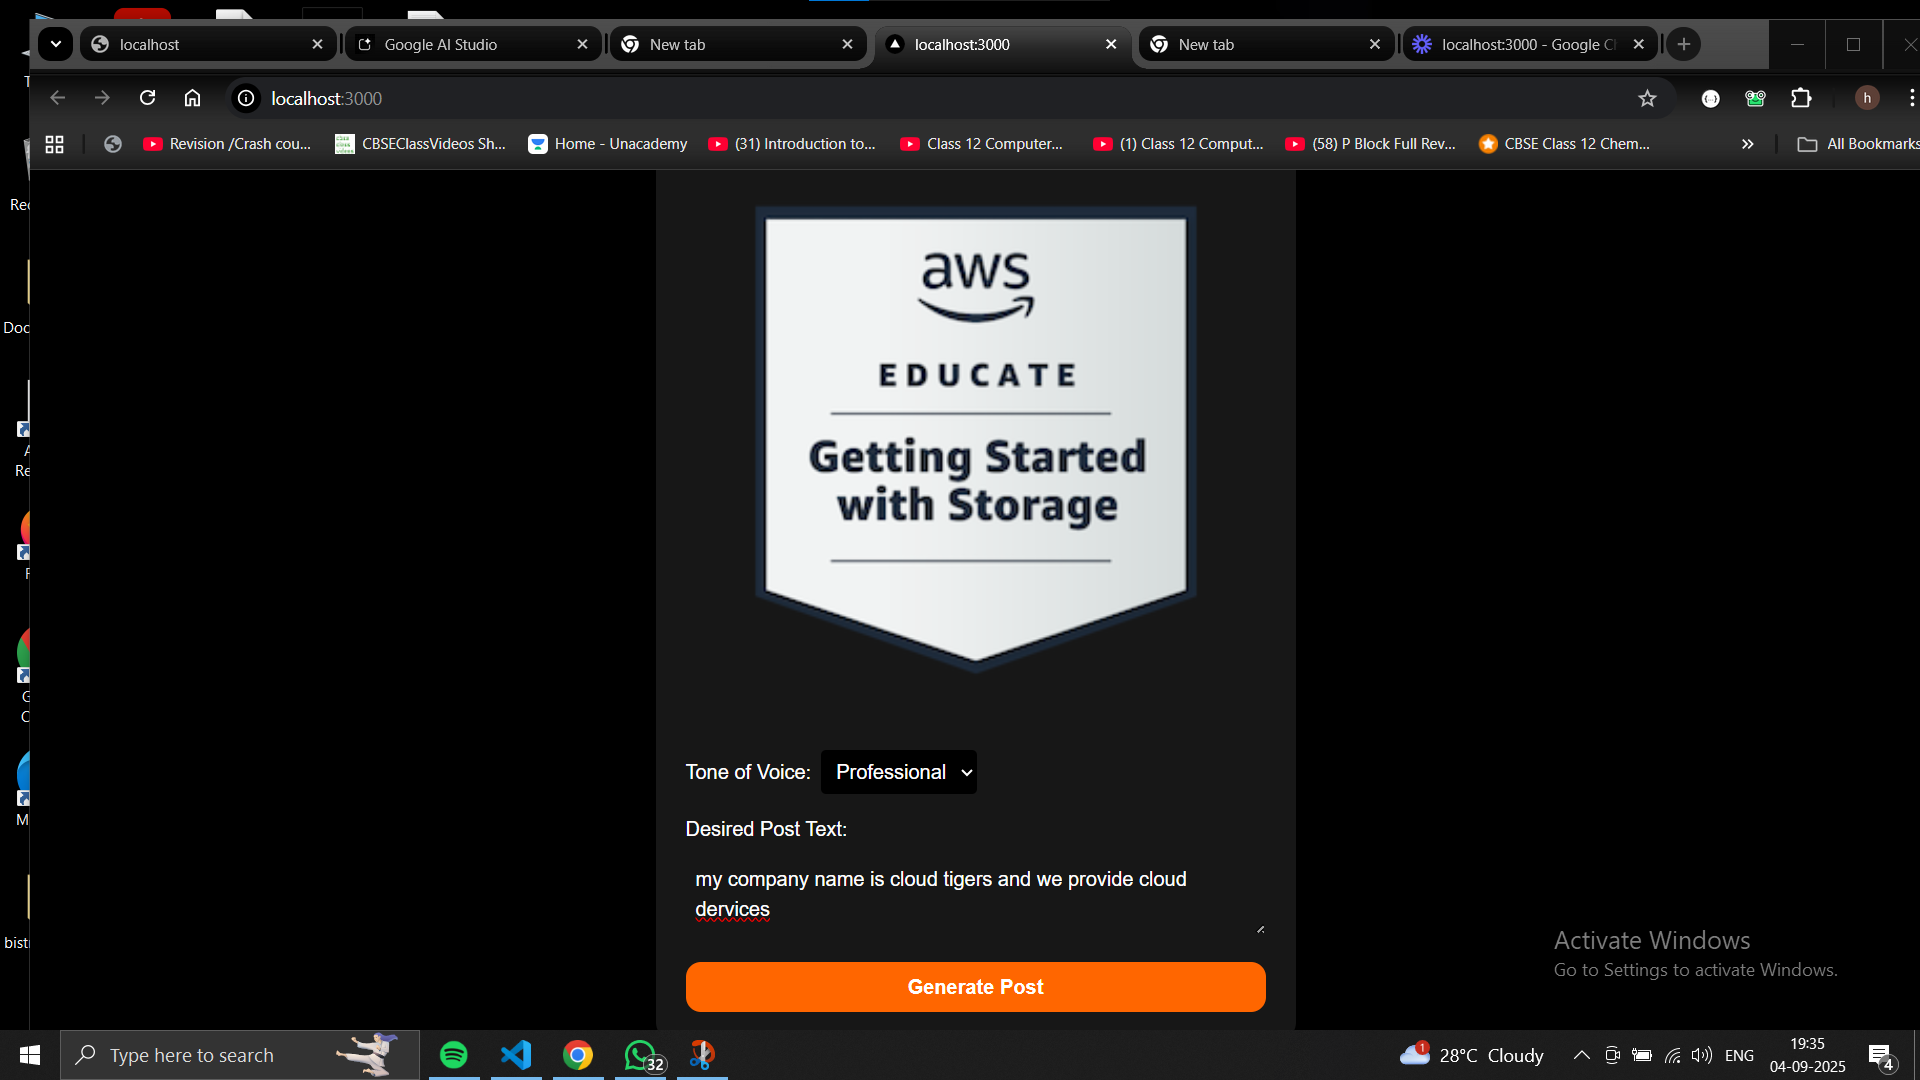 localhost
Google AI Studio
New tab
localhost:3000
New tab
localhost:3000 - Google C
localhost:3000
h
Revision /Crash cou...
CBSEClassVideos Sh...
Home - Unacademy
(31) Introduction to...
Class 12 Computer...
(1) Class 12 Comput...
(58) P Block Full Rev...
CBSE Class 12 Chem...
All Bookmarks
aws
EDUCATE
Getting Started
with Storage
Tone of Voice: Professional
Desired Post Text:
my company name is cloud tigers and we provide cloud
dervices
Generate Post
Activate Windows
Go to Settings to activate Windows.
Type here to search
32
1
28°C Cloudy
ENG
19:35
04-09-2025
4